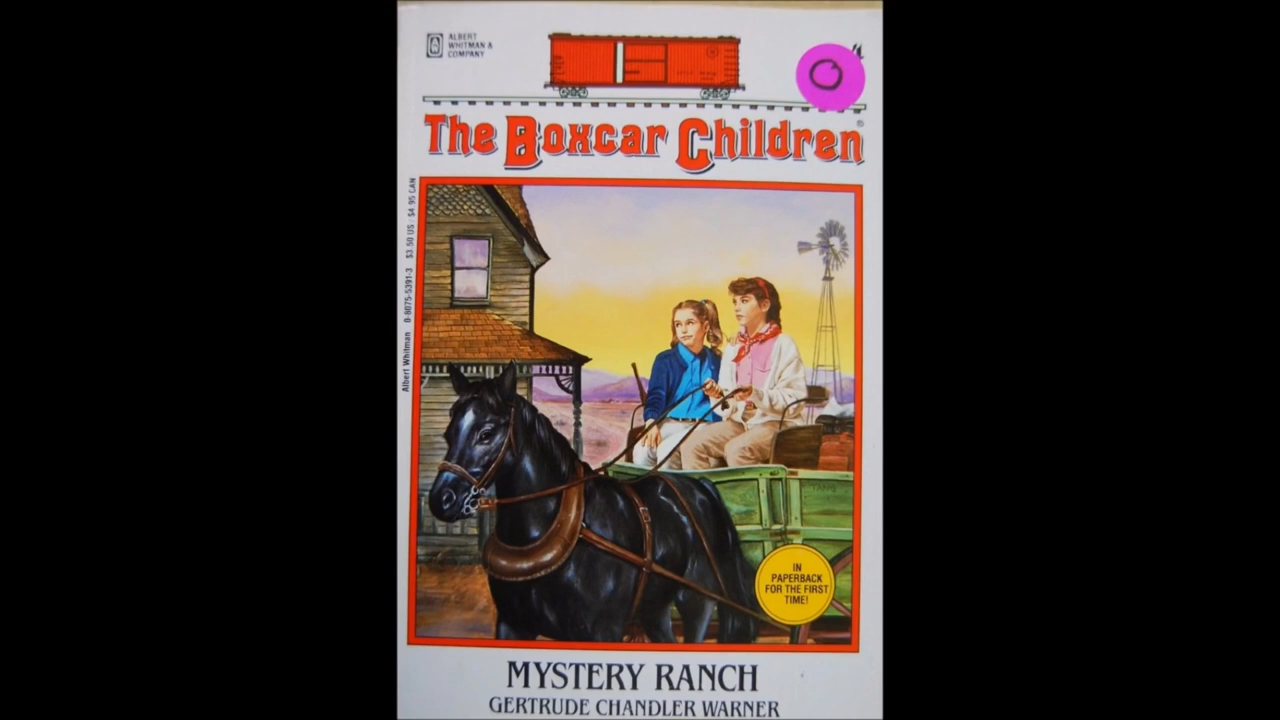 ALBERT
WHITMAN &
COMPANY
4
The Boxcar Children®
Albert Whitman 0-8075-5391-3 $3.50 US / $4.95 CAN
IN
PAPERBACK
FOR THE FIRST
TIME!
MYSTERY RANCH
GERTRUDE CHANDLER WARNER